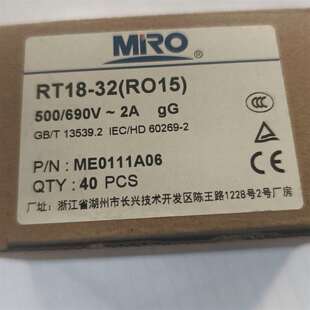 MIRO
RT18-32(RO15)
500/690V ~ 2A gG
GB/T 13539.2 IEC/HD 60269-2
P/N : ME0111A06
QTY : 40 PCS
CCC
CE
厂址: 浙江省湖州市长兴技术开发区陈王路1228号2号厂房